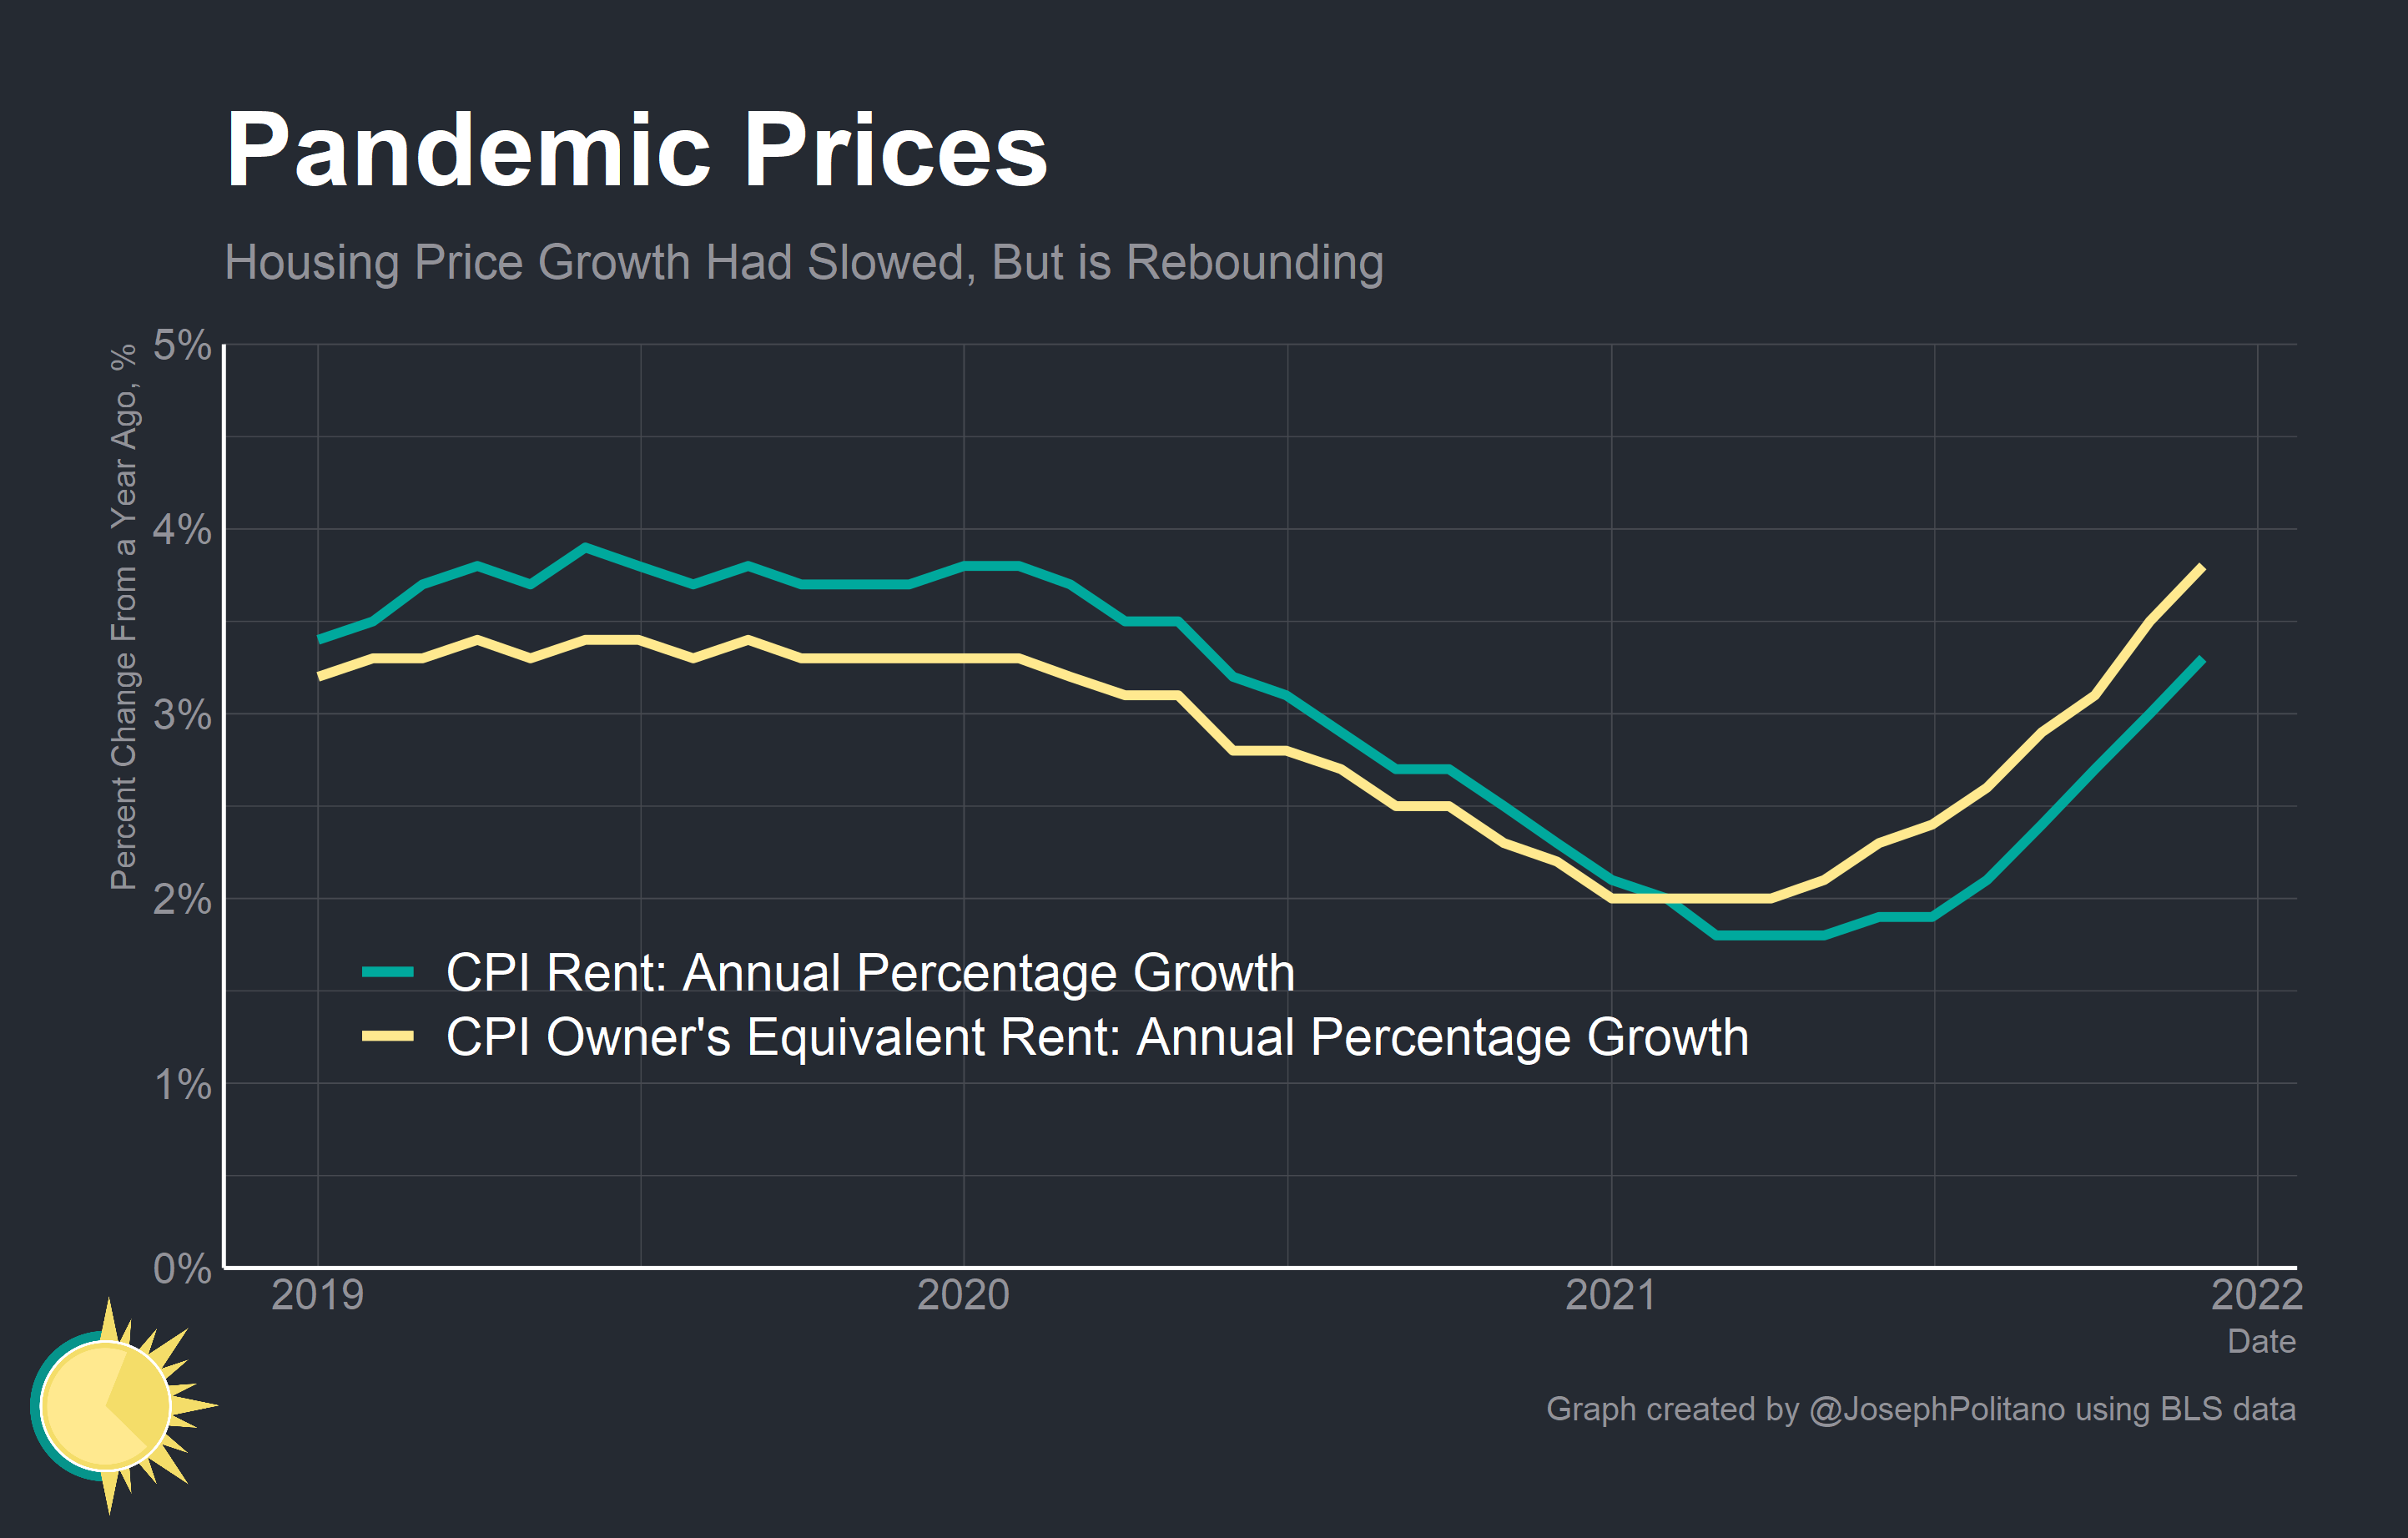 Pandemic Prices
Housing Price Growth Had Slowed, But is Rebounding
Percent Change From a Year Ago, %
5%
4%
3%
2%
1%
0%
CPI Rent: Annual Percentage Growth
CPI Owner's Equivalent Rent: Annual Percentage Growth
2019 2020 2021 2022
Date
Graph created by @JosephPolitano using BLS data